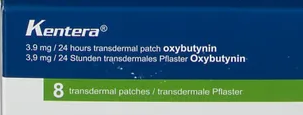 Kentera®
3.9 mg / 24 hours transdermal patch oxybutynin
3,9 mg / 24 Stunden transdermales Pflaster Oxybutynin
8 transdermal patches / transdermale Pflaster